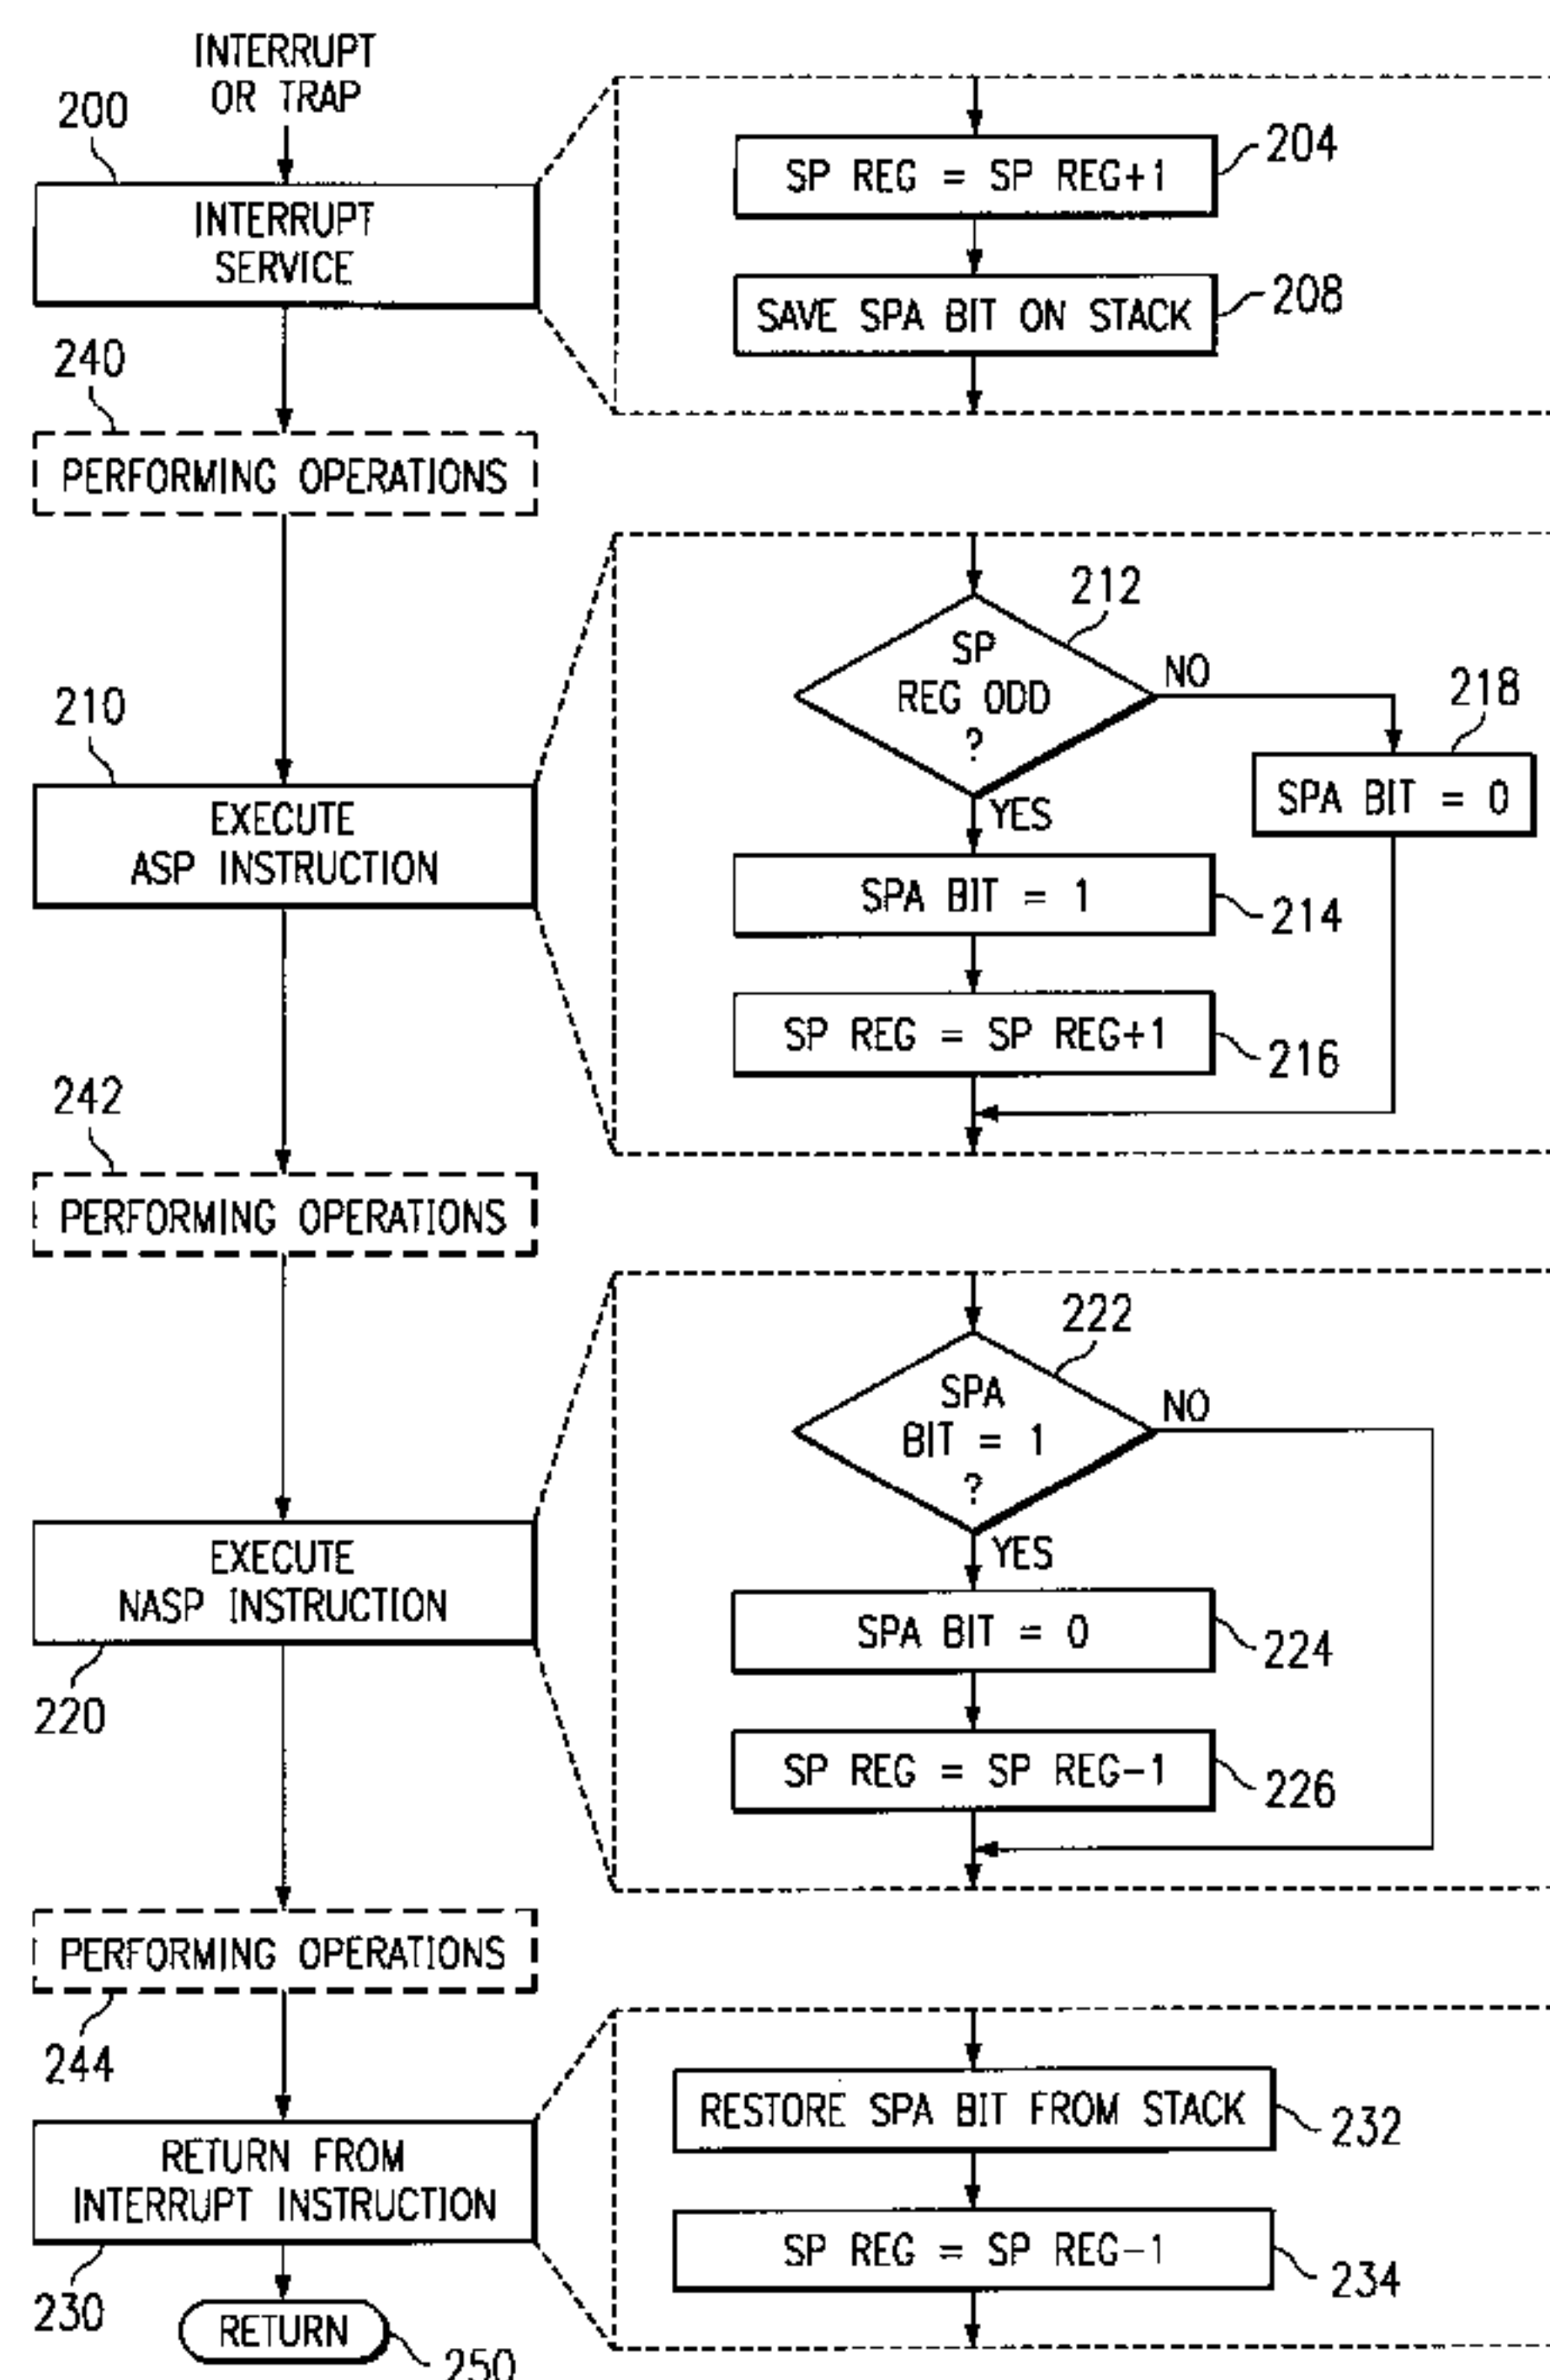 INTERRUPT
OR TRAP
200
INTERRUPT
SERVICE
SP REG = SP REG+1
204
SAVE SPA BIT ON STACK
208
240
PERFORMING OPERATIONS
210
EXECUTE
ASP INSTRUCTION
212
SP
REG ODD
?
NO
218
SPA BIT = 0
YES
SPA BIT = 1
214
SP REG = SP REG+1
216
242
PERFORMING OPERATIONS
222
SPA
BIT = 1
?
NO
YES
EXECUTE
NASP INSTRUCTION
220
SPA BIT = 0
224
SP REG = SP REG-1
226
PERFORMING OPERATIONS
244
RETURN FROM
INTERRUPT INSTRUCTION
230
RESTORE SPA BIT FROM STACK
232
SP REG = SP REG-1
234
RETURN
250